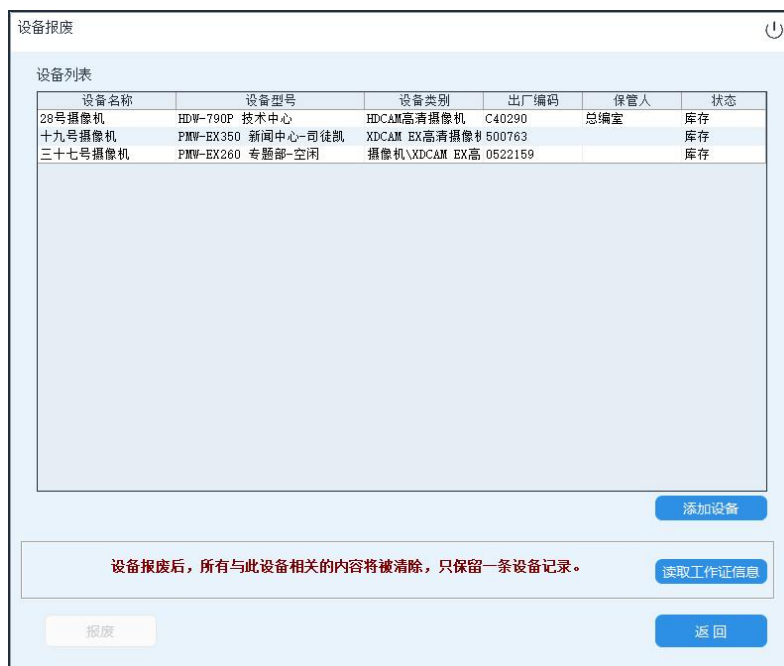 设备报废
设备列表
设备名称 设备型号 设备类别 出厂编码 保管人 状态
28号摄像机 HDW-790P 技术中心 HDCAM高清摄像机 C40290 总编室 库存
十九号摄像机 PMW-EX350 新闻中心-司徒凯 XDCAM EX高清摄像机 500763 库存
三十七号摄像机 PMW-EX260 专题部-空闲 摄像机\XDCAM EX高 0522159 库存
添加设备
设备报废后，所有与此设备相关的内容将被清除，只保留一条设备记录。
读取工作证信息
报废
返回